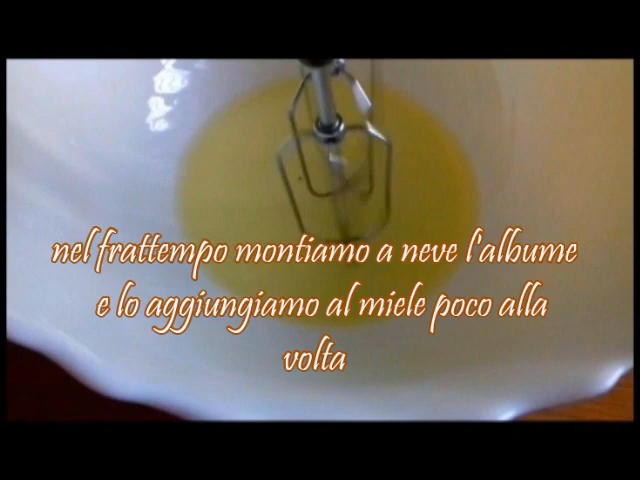 nel frattempo montiamo a neve l'albume
e lo aggiungiamo al miele poco alla
volta